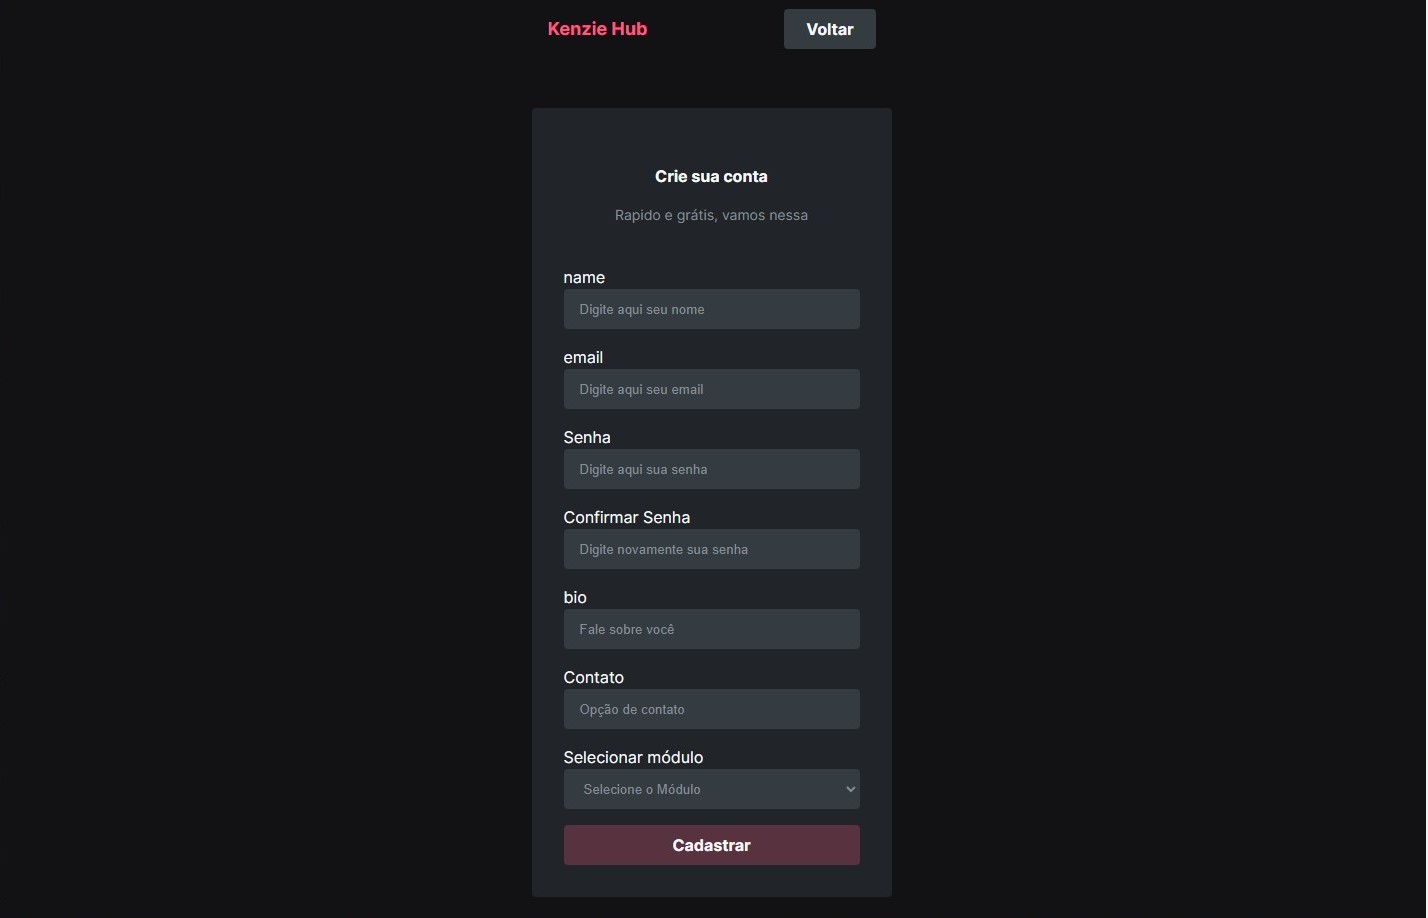 Kenzie Hub
Voltar
Crie sua conta
Rapido e grátis, vamos nessa
name
Digite aqui seu nome
email
Digite aqui seu email
Senha
Digite aqui sua senha
Confirmar Senha
Digite novamente sua senha
bio
Fale sobre você
Contato
Opção de contato
Selecionar módulo
Selecione o Módulo
Cadastrar